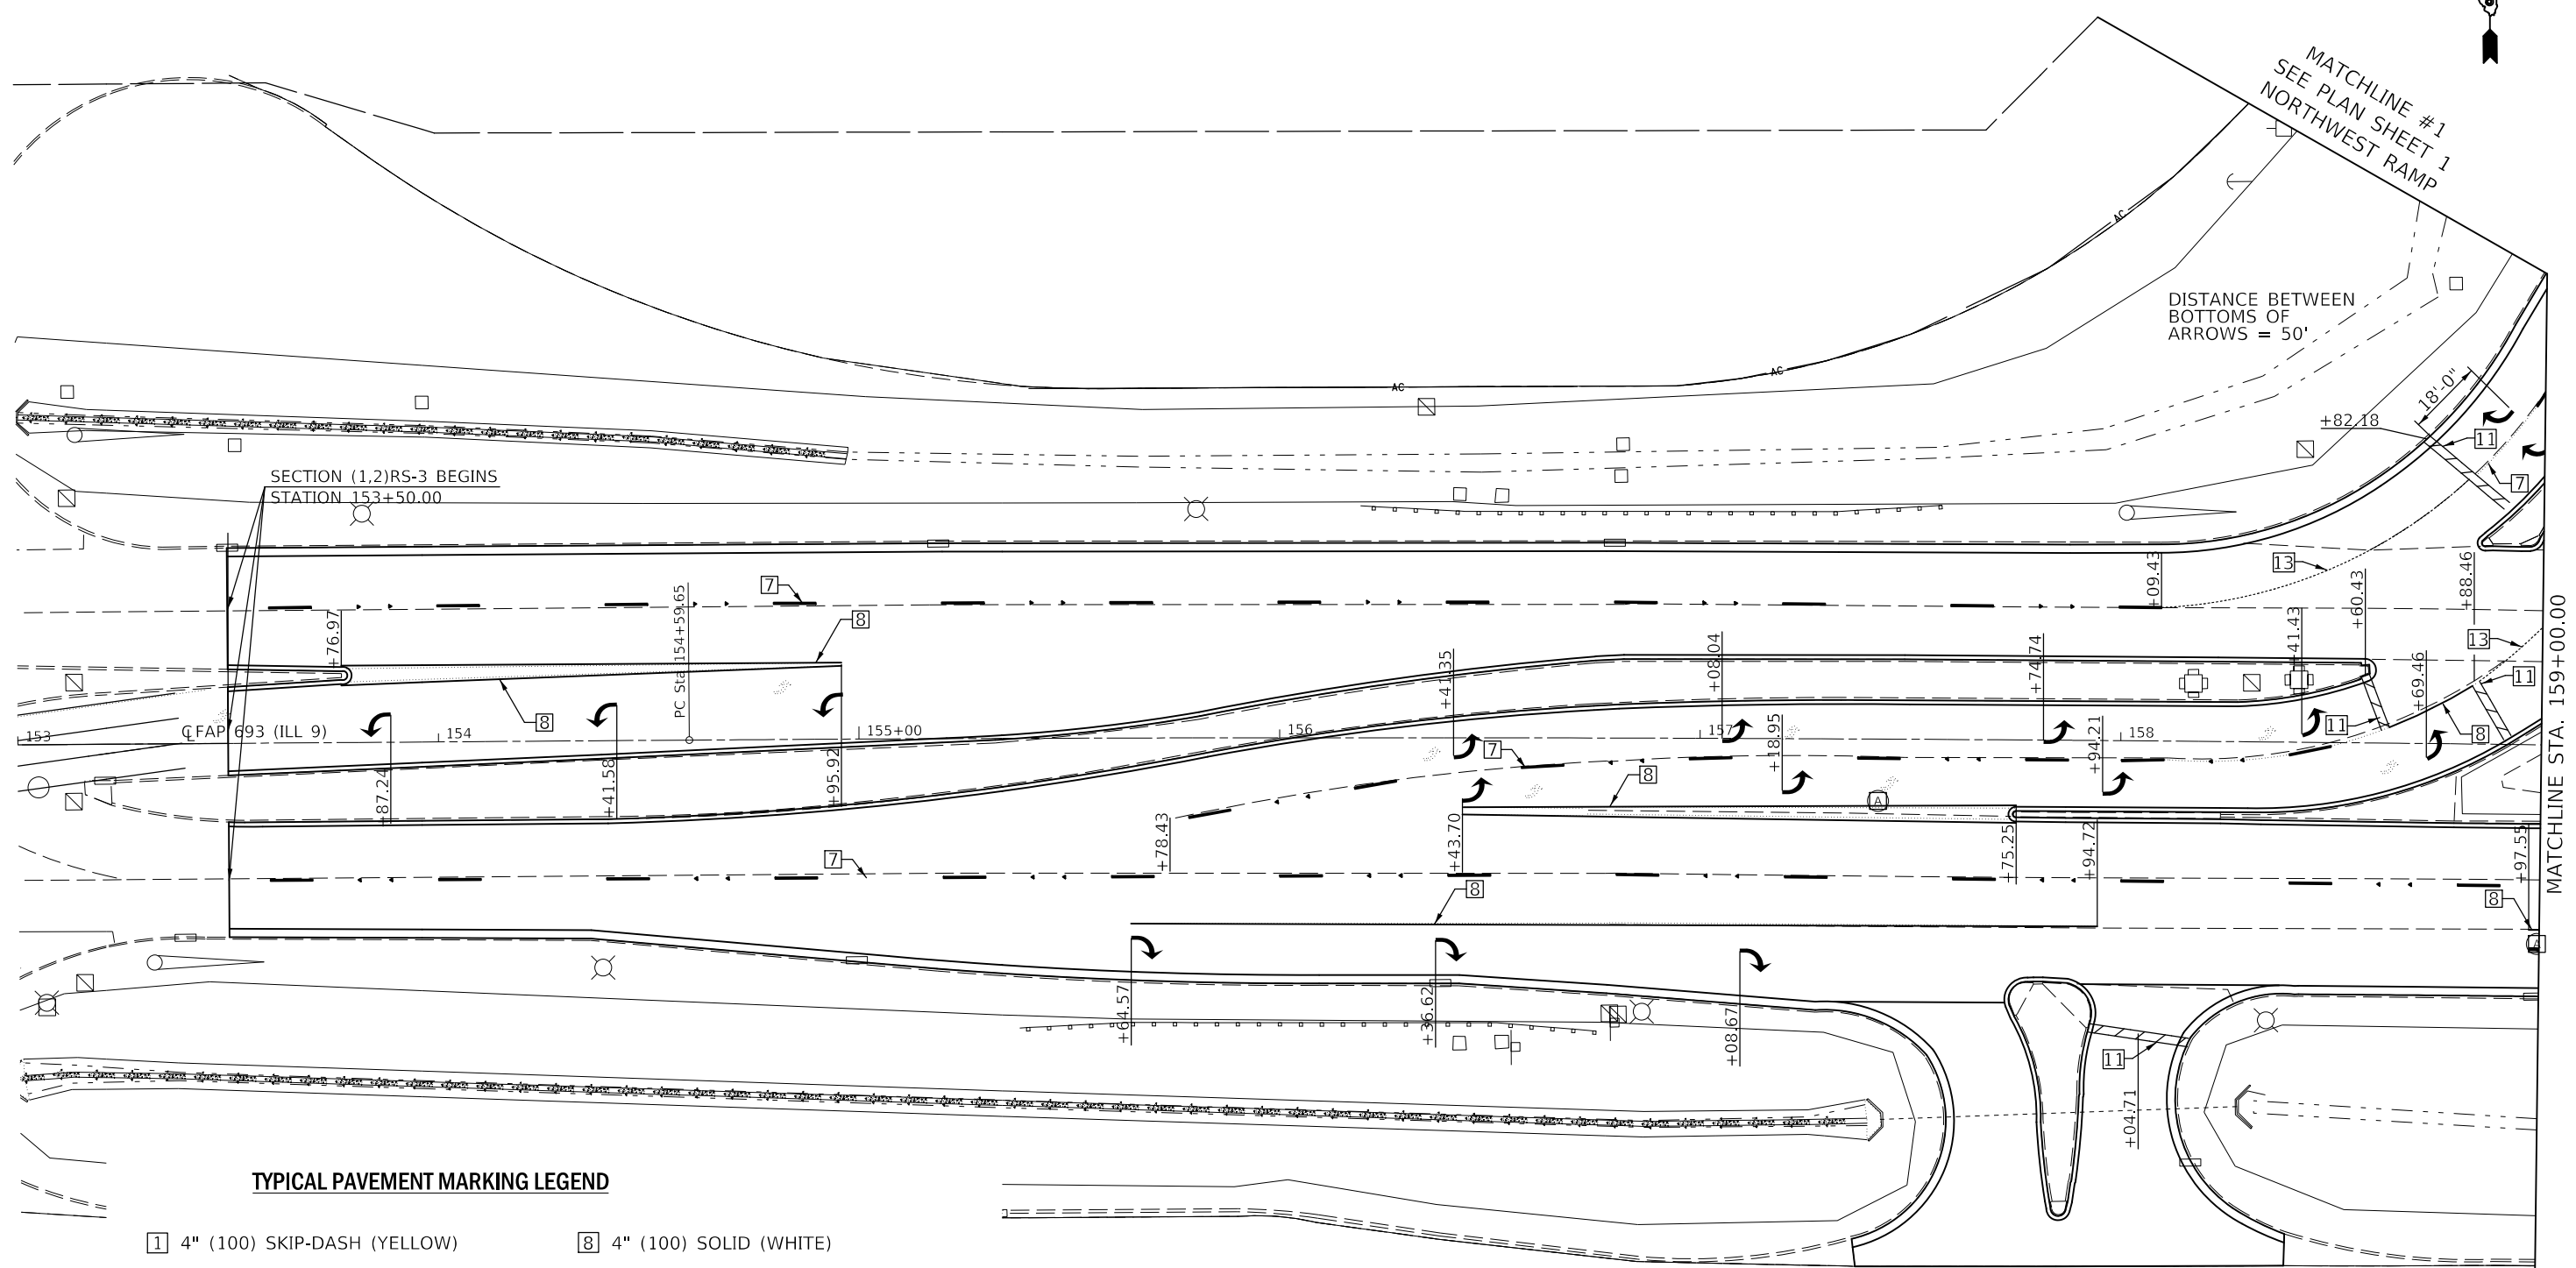 MATCHLINE #1
SEE PLAN SHEET 1
NORTHWEST RAMP
AC
AC
AC
DISTANCE BETWEEN
BOTTOMS OF
ARROWS = 50'
18'-0"
+82.18
11
7
SECTION (1,2)RS-3 BEGINS
STATION 153+50.00
+09.43
13
+60.43
+88.46
7
8
+76.97
PC Sta 154+59.65
+41.35
+08.04
+74.74
+41.43
+69.46
13
11
8
11
8
153
FAP 693 (ILL 9)
154
155+00
156
157
158
7
+87.24
+41.58
+95.92
+18.95
+94.21
8
A
+78.43
+43.70
+75.25
+94.72
+97.55
MATCHLINE STA. 159+00.00
7
8
8
A
+64.57
+36.62
+08.67
11
+04.71
TYPICAL PAVEMENT MARKING LEGEND
1 4" (100) SKIP-DASH (YELLOW)
8 4" (100) SOLID (WHITE)